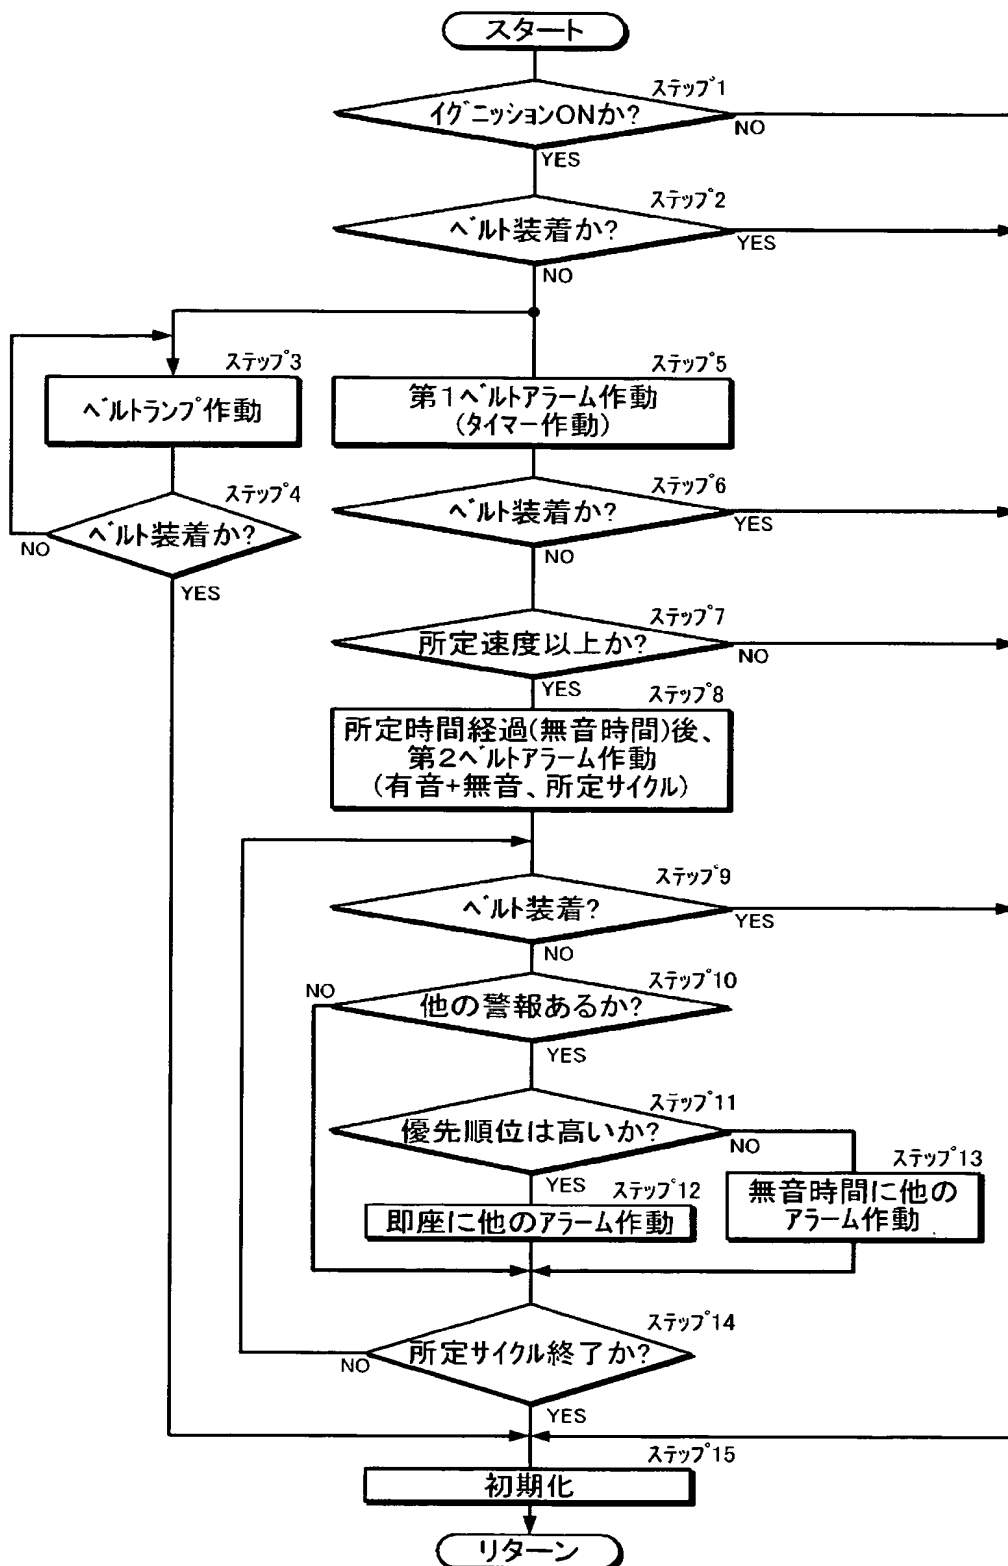 スタート
ステップ1
イグニッションONか?
NO
YES
ステップ2
ベルト装着か?
YES
NO
ステップ3
ベルトランプ作動
ステップ4
ベルト装着か?
NO
YES
ステップ5
第1ベルトアラーム作動
(タイマー作動)
ステップ6
ベルト装着か?
YES
NO
ステップ7
所定速度以上か?
NO
YES
ステップ8
所定時間経過(無音時間)後、
第2ベルトアラーム作動
(有音+無音、所定サイクル)
ステップ9
ベルト装着?
YES
NO
ステップ10
NO
他の警報あるか?
YES
ステップ11
優先順位は高いか?
NO
YES
ステップ12
即座に他のアラーム作動
ステップ13
無音時間に他の
アラーム作動
ステップ14
所定サイクル終了か?
NO
YES
ステップ15
初期化
リターン